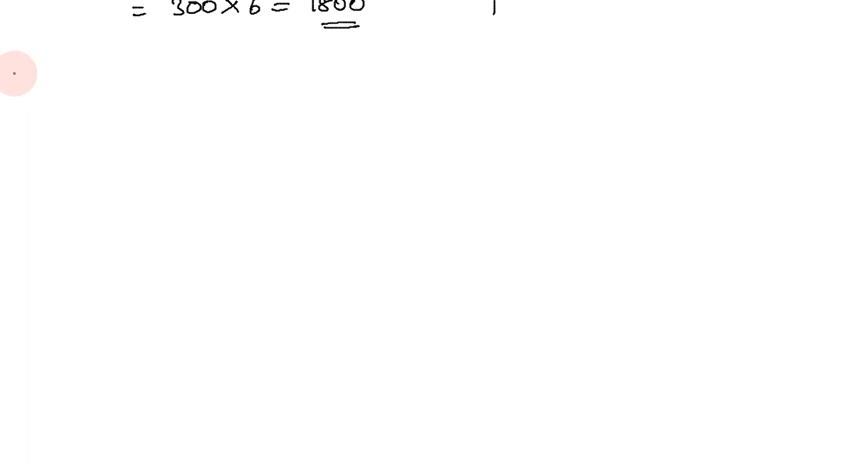 = 300 × 6 = 1800